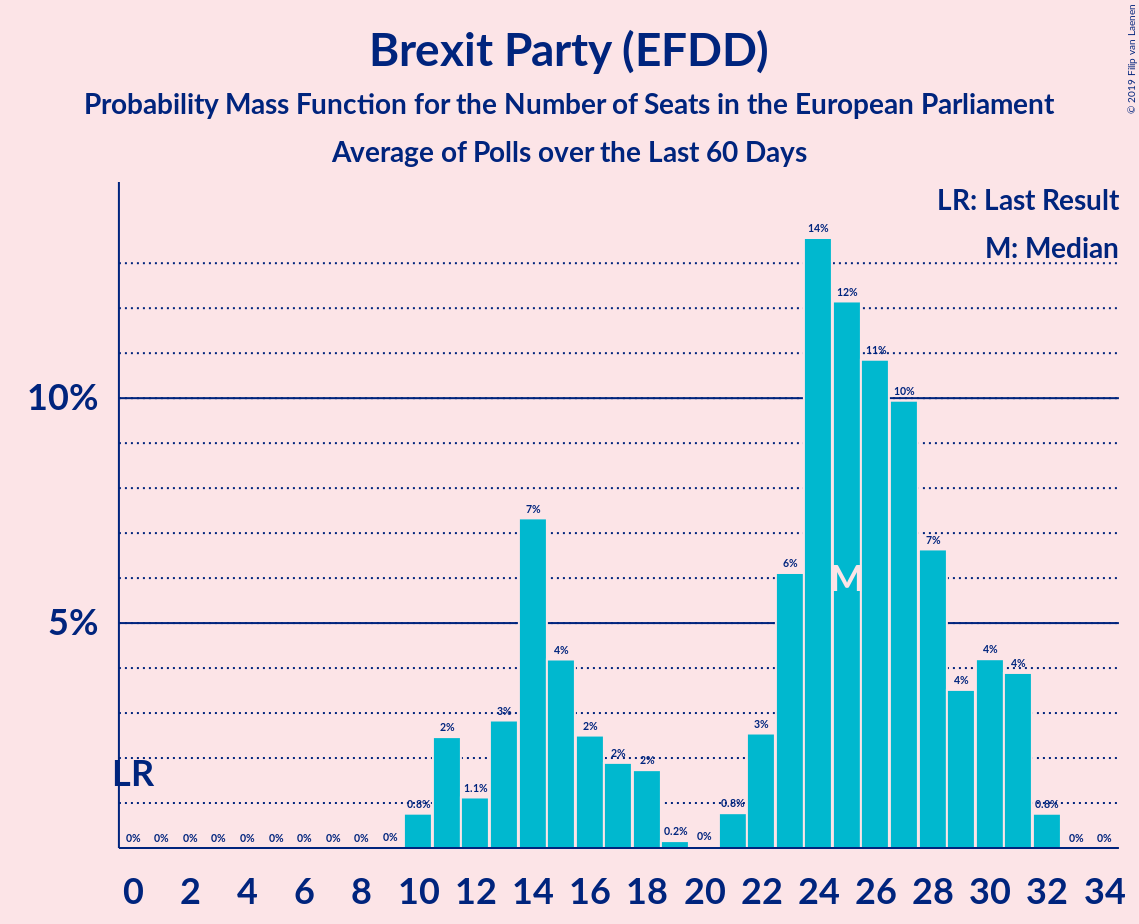 Brexit Party (EFDD)
Probability Mass Function for the Number of Seats in the European Parliament
Average of Polls over the Last 60 Days
© 2019 Filip van Laenen
LR: Last Result
M: Median
10%
5%
LR
M
0% 0% 0% 0% 0% 0% 0% 0% 0% 0% 0.8% 2% 1.1% 3% 7% 4% 2% 2% 2% 0.2% 0% 0.8% 3% 6% 14% 12% 11% 10% 7% 4% 4% 4% 0.8% 0% 0%
0 2 4 6 8 10 12 14 16 18 20 22 24 26 28 30 32 34